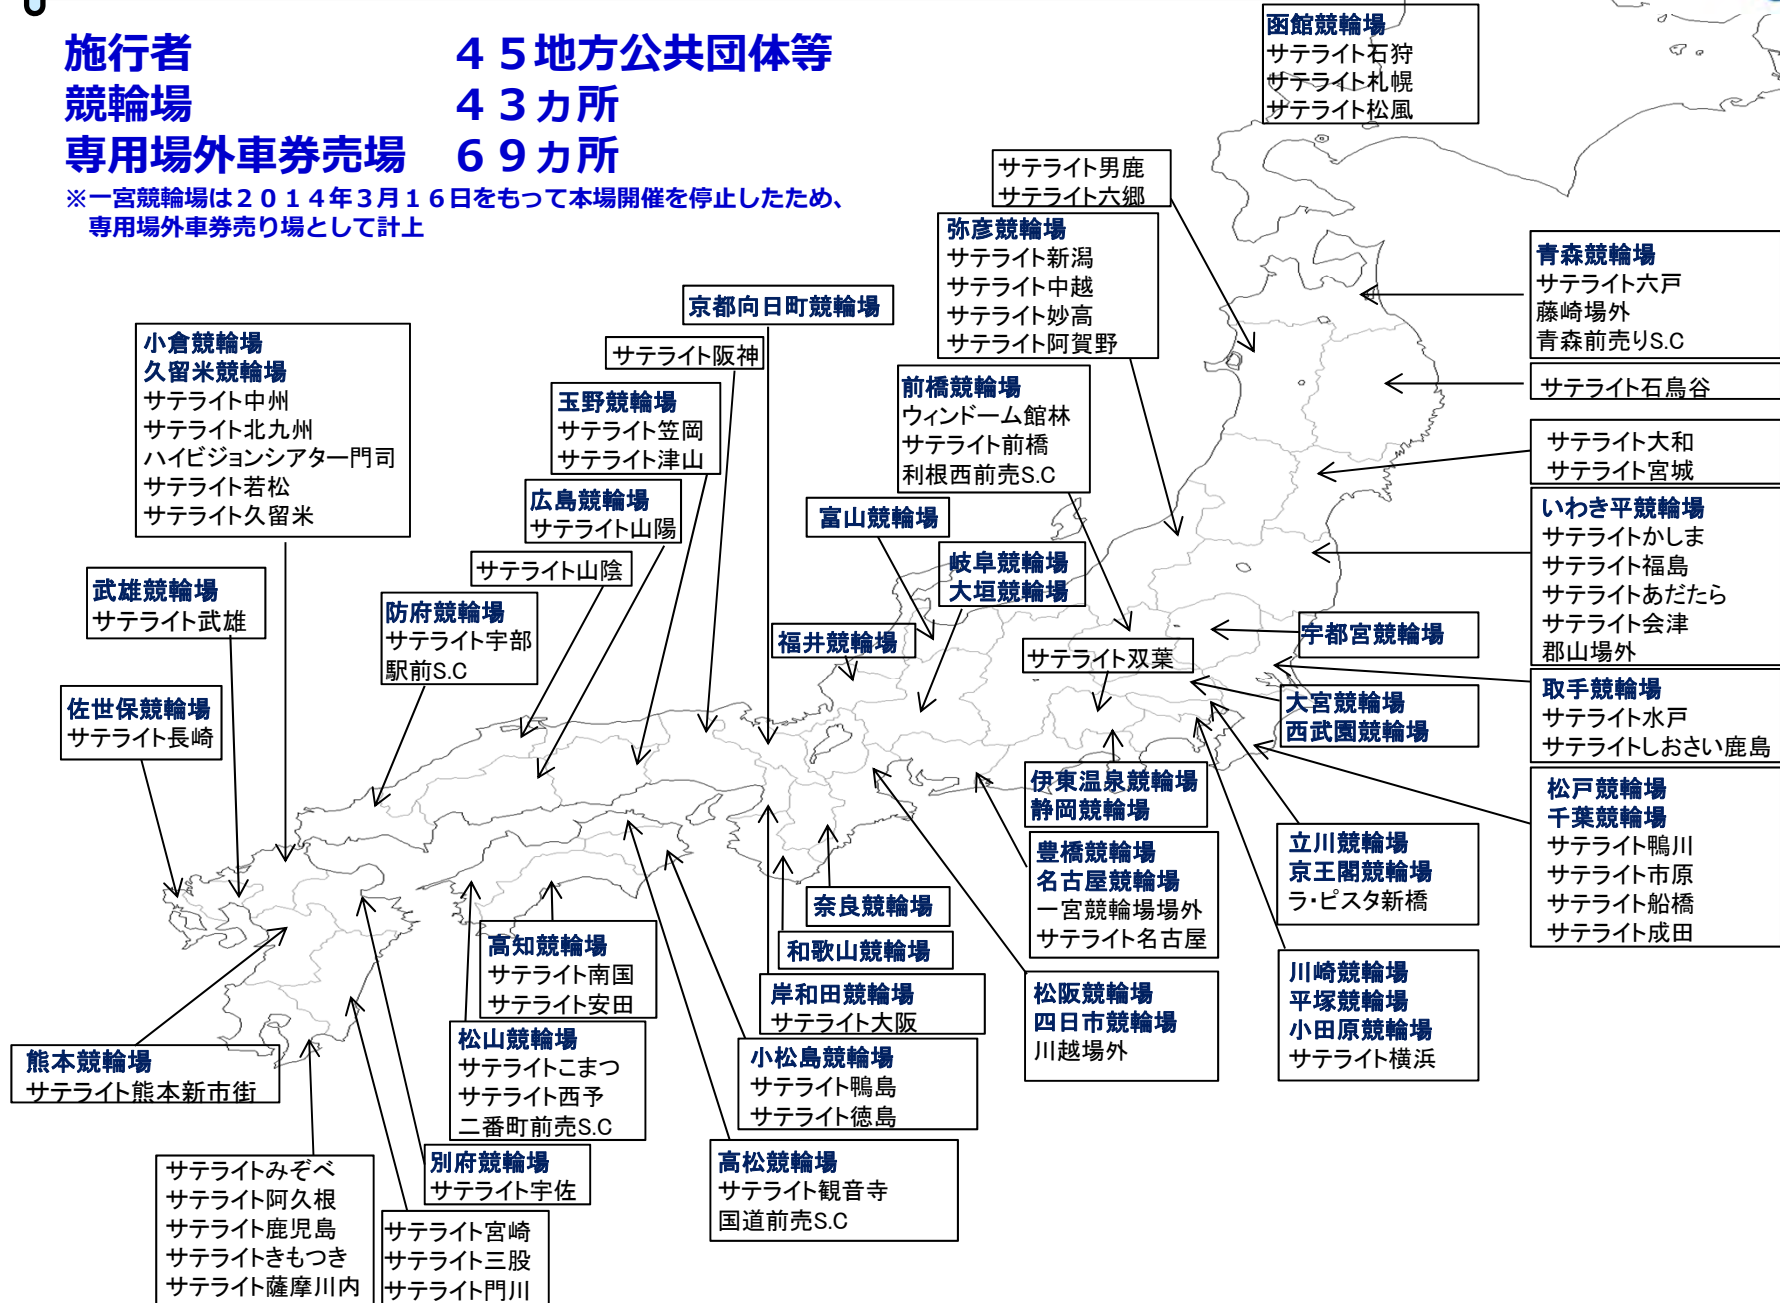 施行者　４５地方公共団体等
競輪場　４３ヵ所
専用場外車券売場　６９ヵ所
※一宮競輪場は２０１４年３月１６日をもって本場開催を停止したため、
専用場外車券売り場として計上
函館競輪場
サテライト石狩
サテライト札幌
サテライト松風
サテライト男鹿
サテライト六郷
弥彦競輪場
サテライト新潟
サテライト中越
サテライト妙高
サテライト阿賀野
青森競輪場
サテライト六戸
藤崎場外
青森前売りS.C
サテライト石鳥谷
サテライト大和
サテライト宮城
いわき平競輪場
サテライトかしま
サテライト福島
サテライトあだたら
サテライト会津
郡山場外
京都向日町競輪場
サテライト阪神
小倉競輪場
久留米競輪場
サテライト中州
サテライト北九州
ハイビジョンシアター門司
サテライト若松
サテライト久留米
玉野競輪場
サテライト笠岡
サテライト津山
前橋競輪場
ウィンドーム館林
サテライト前橋
利根西前売S.C
広島競輪場
サテライト山陽
富山競輪場
サテライト山陰
岐阜競輪場
大垣競輪場
武雄競輪場
サテライト武雄
防府競輪場
サテライト宇部
駅前S.C
福井競輪場
サテライト双葉
宇都宮競輪場
取手競輪場
サテライト水戸
サテライトしおさい鹿島
大宮競輪場
西武園競輪場
佐世保競輪場
サテライト長崎
伊東温泉競輪場
静岡競輪場
松戸競輪場
千葉競輪場
サテライト鴨川
サテライト市原
サテライト船橋
サテライト成田
豊橋競輪場
名古屋競輪場
一宮競輪場場外
サテライト名古屋
立川競輪場
京王閣競輪場
ラ・ピスタ新橋
奈良競輪場
和歌山競輪場
高知競輪場
サテライト南国
サテライト安田
岸和田競輪場
サテライト大阪
松阪競輪場
四日市競輪場
川越場外
川崎競輪場
平塚競輪場
小田原競輪場
サテライト横浜
熊本競輪場
サテライト熊本新市街
松山競輪場
サテライトこまつ
サテライト西予
二番町前売S.C
小松島競輪場
サテライト鴨島
サテライト徳島
別府競輪場
サテライト宇佐
高松競輪場
サテライト観音寺
国道前売S.C
サテライトみぞべ
サテライト阿久根
サテライト鹿児島
サテライトきもつき
サテライト薩摩川内
サテライト宮崎
サテライト三股
サテライト門川